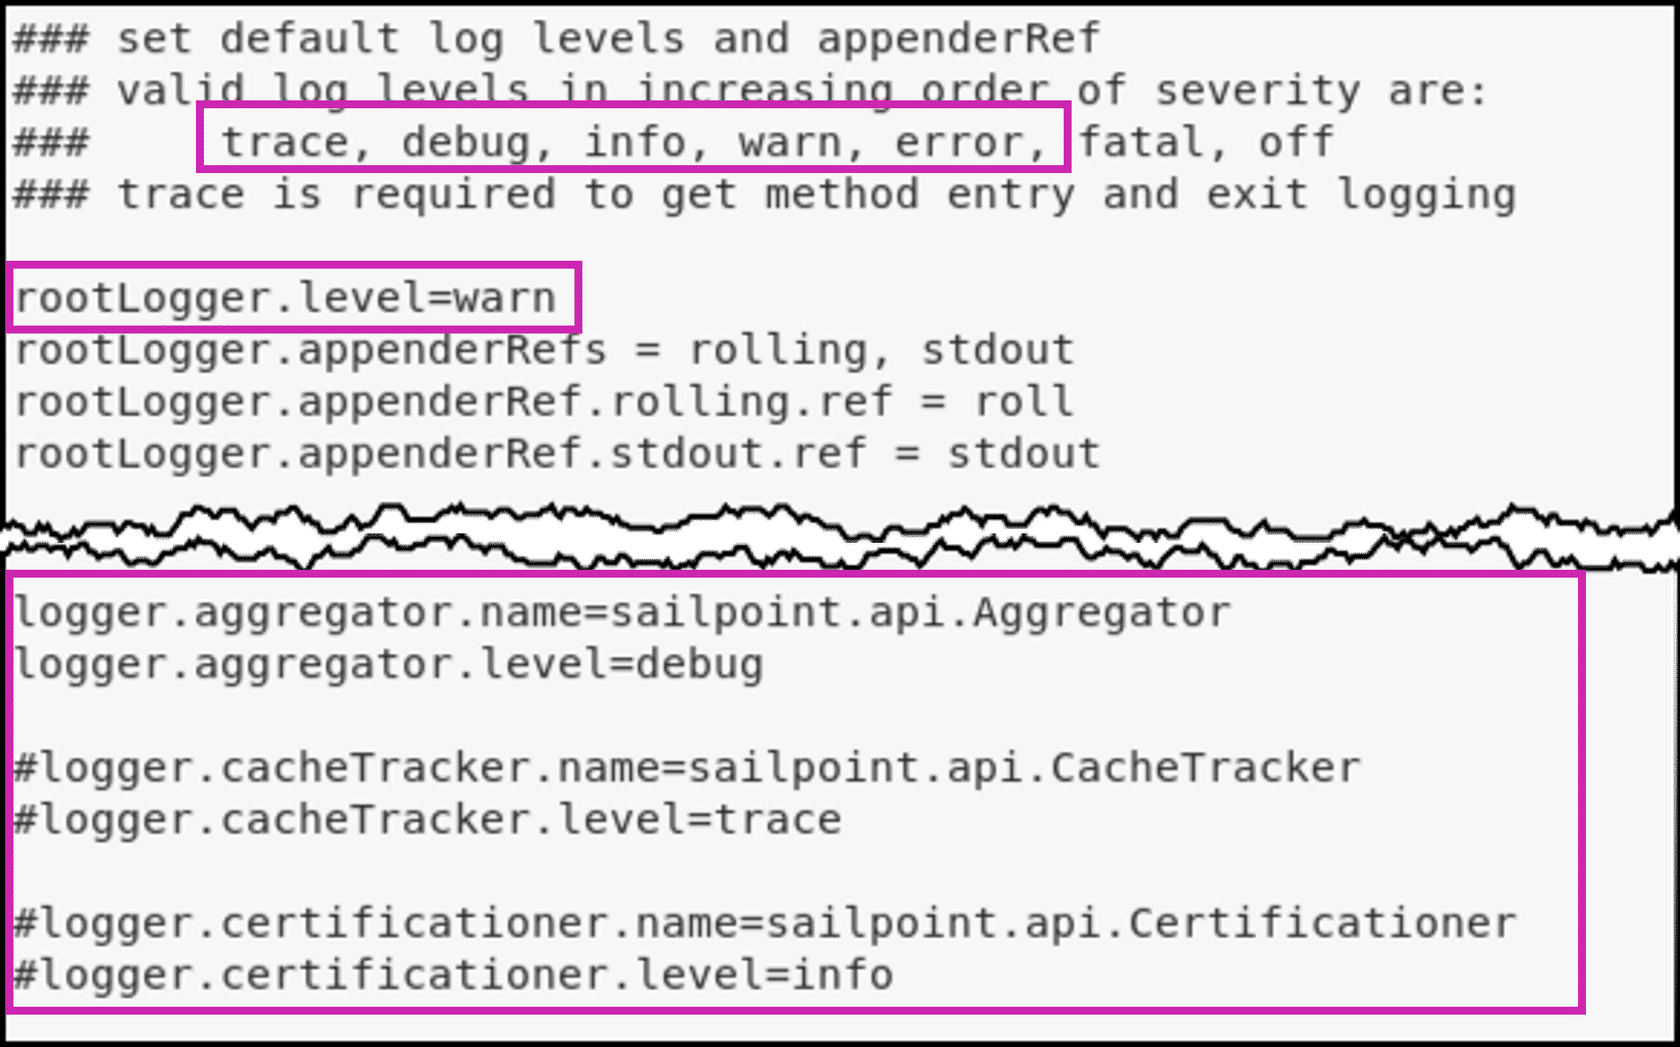 ### set default log levels and appenderRef
### valid log levels in increasing order of severity are:
###     trace, debug, info, warn, error, fatal, off
### trace is required to get method entry and exit logging
rootLogger.level=warn
rootLogger.appenderRefs = rolling, stdout
rootLogger.appenderRef.rolling.ref = roll
rootLogger.appenderRef.stdout.ref = stdout
logger.aggregator.name=sailpoint.api.Aggregator
logger.aggregator.level=debug
#logger.cacheTracker.name=sailpoint.api.CacheTracker
#logger.cacheTracker.level=trace
#logger.certificationer.name=sailpoint.api.Certificationer
#logger.certificationer.level=info